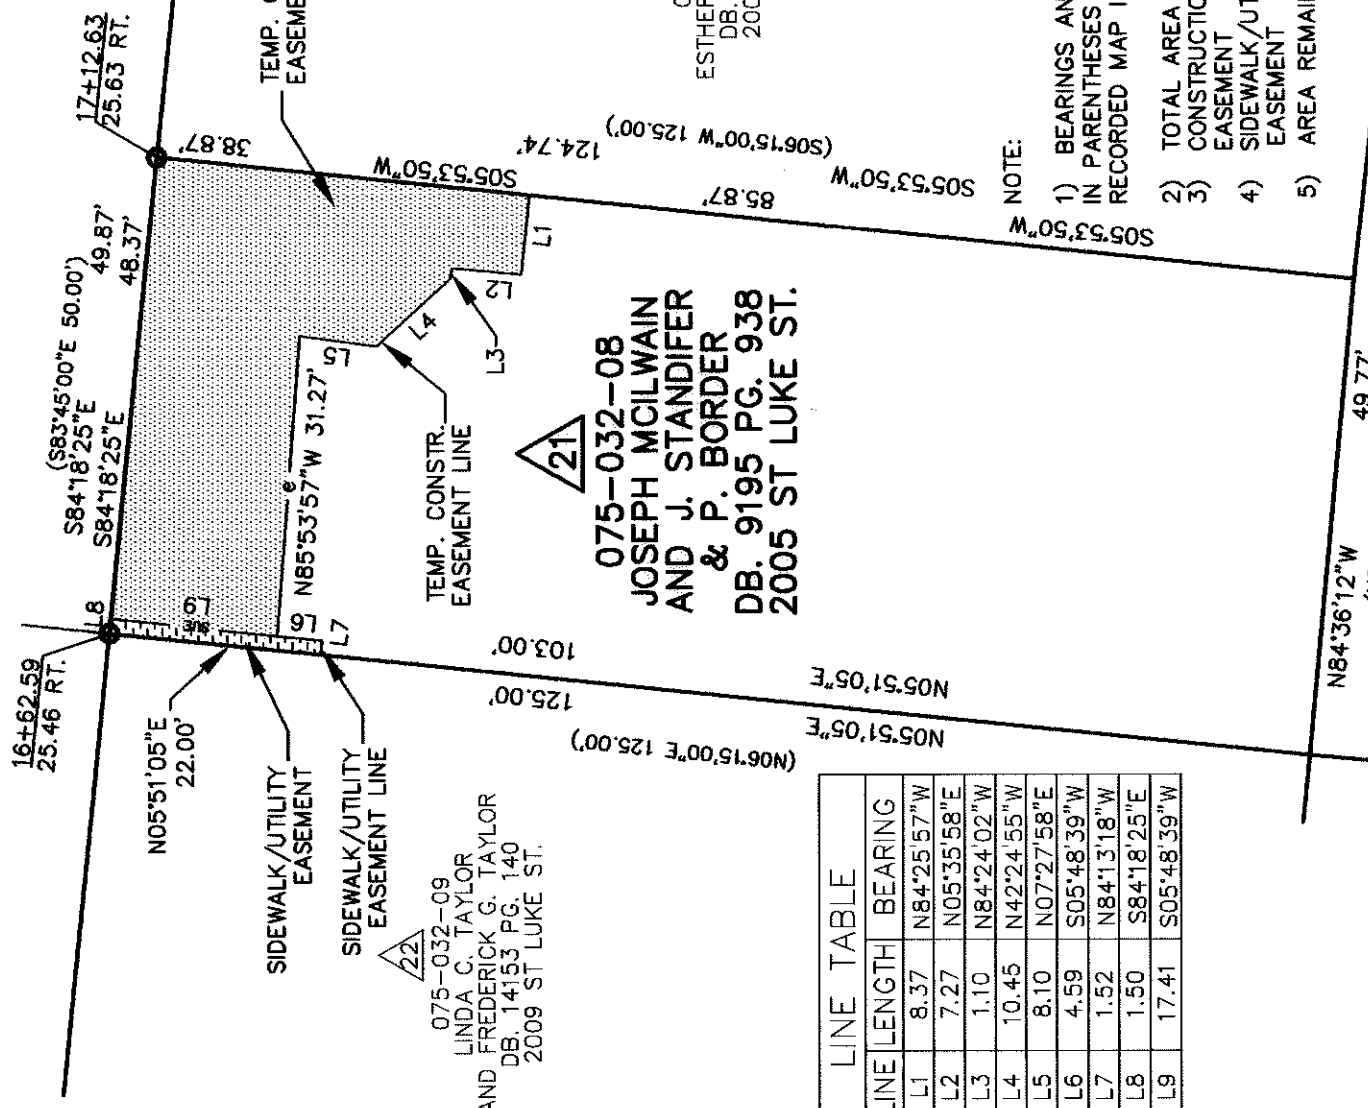 16+62.59
25.46 RT.
17+12.63
25.63 RT.
TEMP.
EASEME
ESTHER
DB.
200
(S83°45'00"E 50.00')
S84°18'25"E 49.87'
S84°18'25"E 48.37'
38.87'
S05°53'50"W
124.74'
(S06°15'00"W 125.00')
85.87'
S05°53'50"W
S05°53'50"W
L8
L9
SUE
L6
L7
e
N85°53'57"W 31.27'
L5
L4
L3
L2
L1
N05°51'05"E
22.00'
SIDEWALK/UTILITY
EASEMENT
SIDEWALK/UTILITY
EASEMENT LINE
TEMP. CONSTR.
EASEMENT LINE
21
075-032-08
JOSEPH MCILWAIN
AND J. STANDIFER
& P. BORDER
DB. 9195 PG. 938
2005 ST LUKE ST.
103.00'
125.00'
N05°51'05"E
N05°51'05"E
(N06°15'00"E 125.00')
22
075-032-09
LINDA C. TAYLOR
AND FREDERICK G. TAYLOR
DB. 14153 PG. 140
2009 ST LUKE ST.
NOTE:
1) BEARINGS AN
IN PARENTHESES
RECORDED MAP I
2) TOTAL AREA
3) CONSTRUCTIO
EASEMENT
4) SIDEWALK/UT
EASEMENT
5) AREA REMAI
N84°36'12"W
49.77'
LINE TABLE
LINE LENGTH BEARING
L1 8.37 N84°25'57"W
L2 7.27 N05°35'58"E
L3 1.10 N84°24'02"W
L4 10.45 N42°24'55"W
L5 8.10 N07°27'58"E
L6 4.59 S05°48'39"W
L7 1.52 N84°13'18"W
L8 1.50 S84°18'25"E
L9 17.41 S05°48'39"W